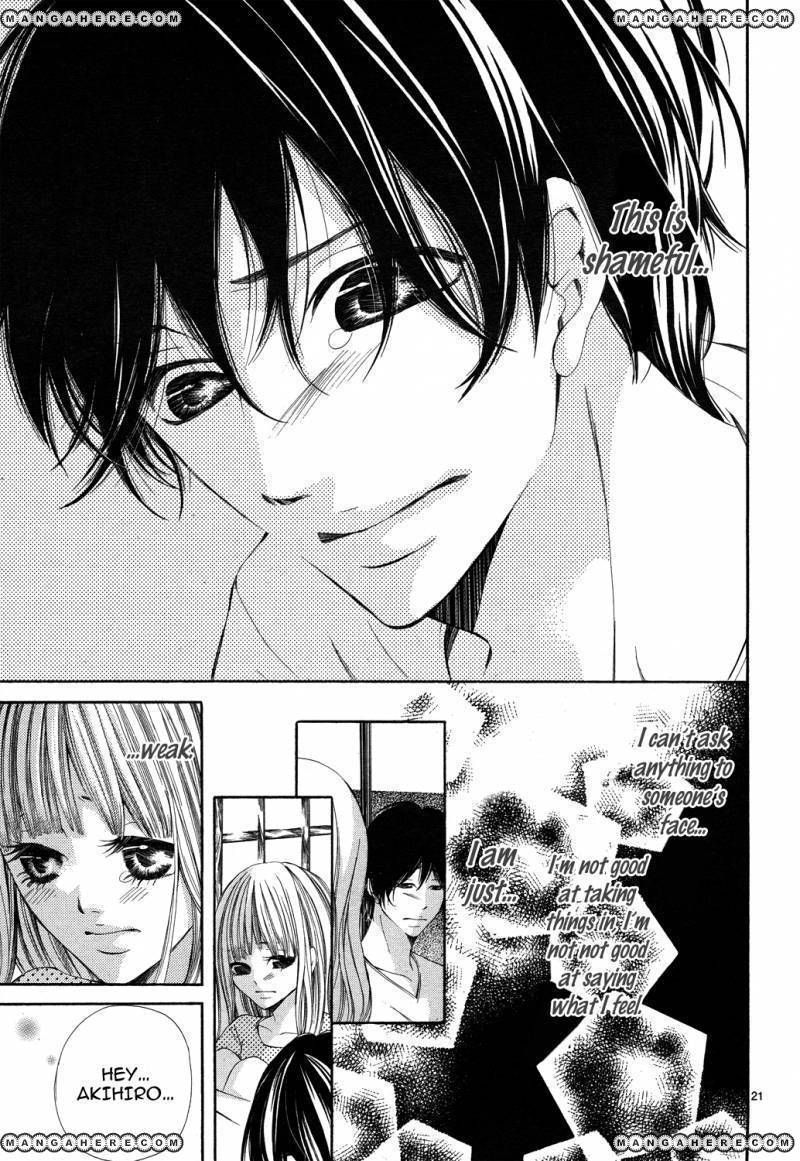 MANGAHERE.COM
MANGAHERE.COM
This is
shameful...
I can't ask
anything to
someone's
face...
I'm not good
at taking
things in, I'm
not not good
at saying
what I feel.
I am
just...
...weak.
HEY...
AKIHIRO...
21
MANGAHERE.COM
MANGAHERE.COM